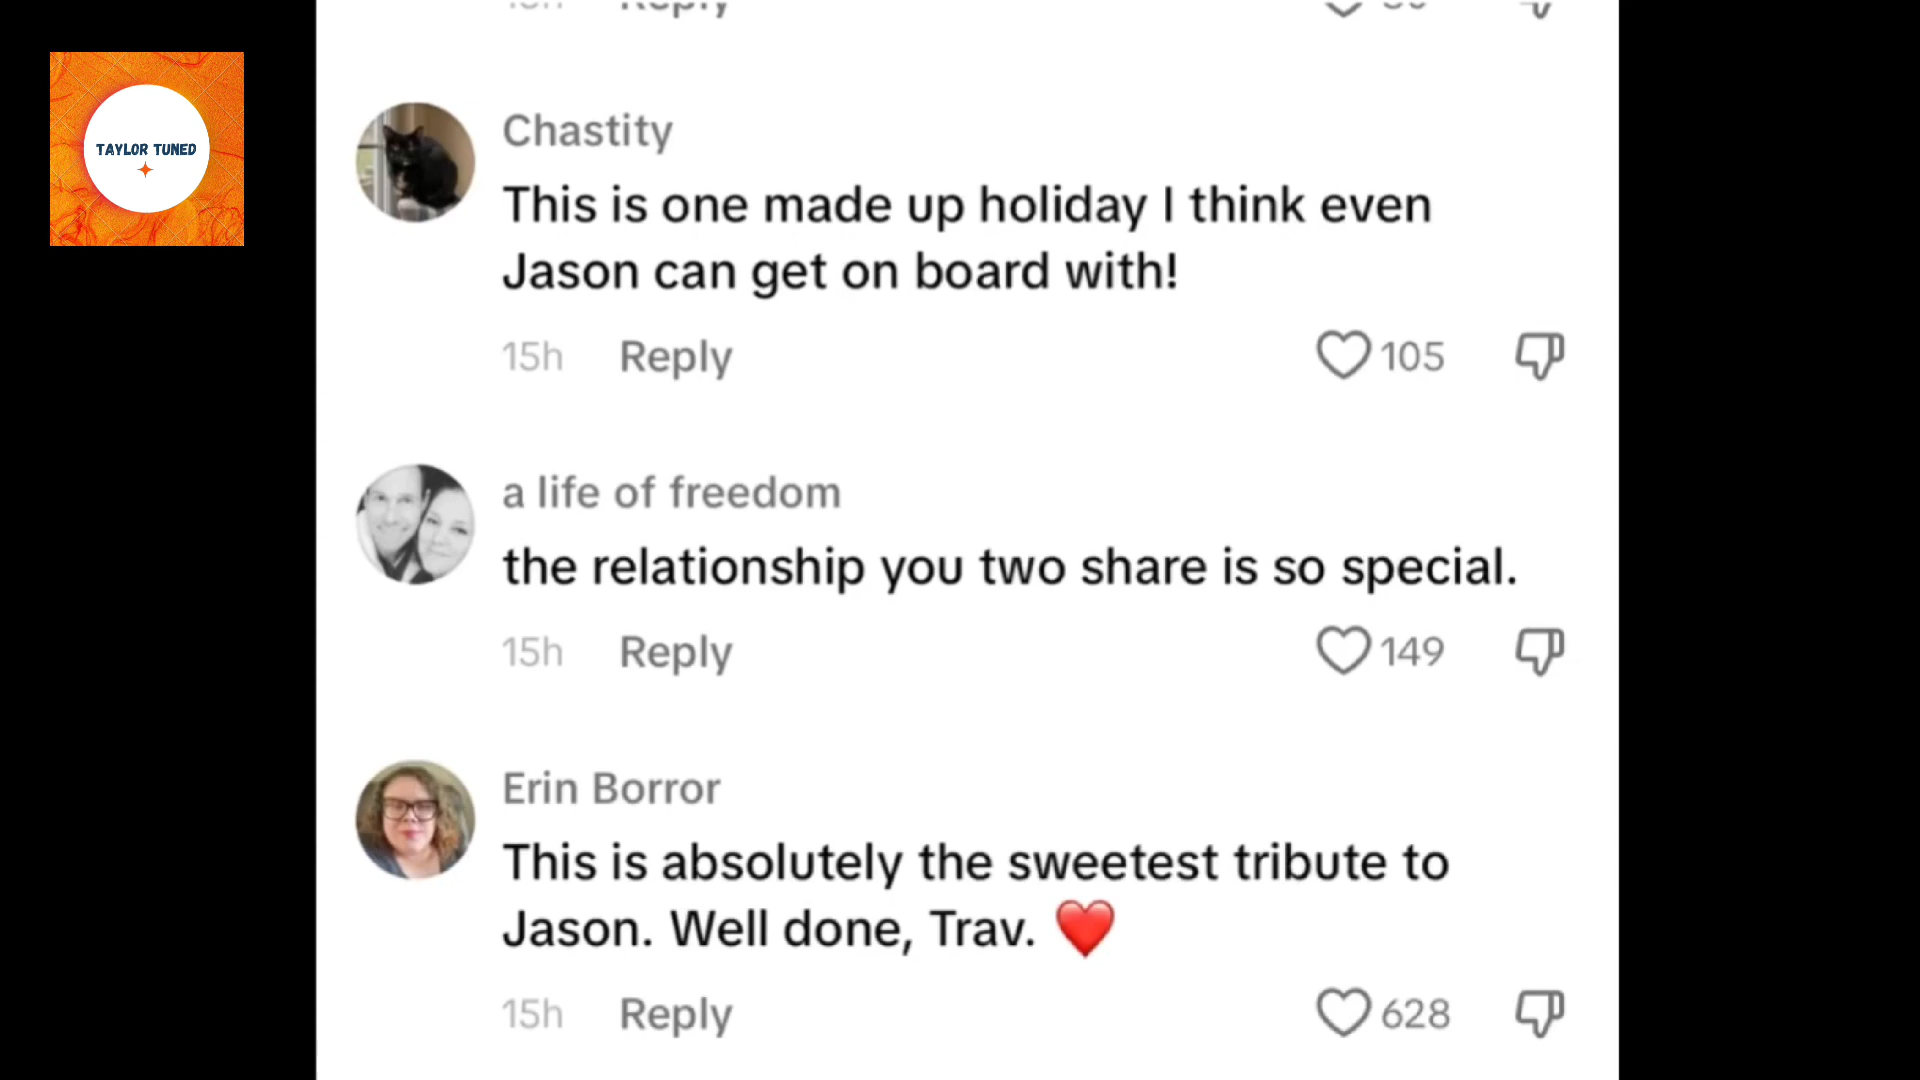 Reply
TAYLOR TUNED
Chastity
This is one made up holiday I think even
Jason can get on board with!
15h Reply 105
a life of freedom
the relationship you two share is so special.
15h Reply 149
Erin Borror
This is absolutely the sweetest tribute to
Jason. Well done, Trav. ❤️
15h Reply 628